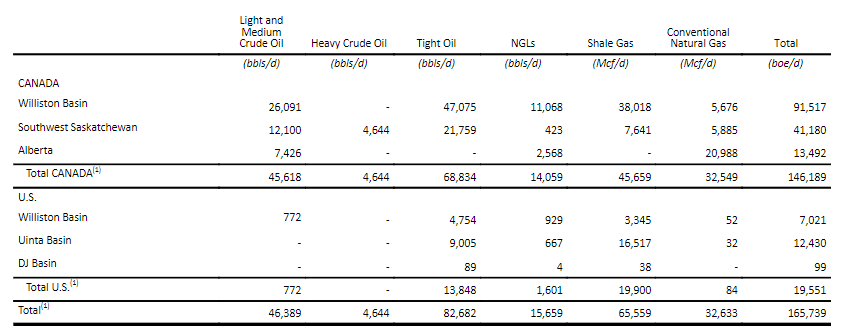 Light and
Medium
Crude Oil Heavy Crude Oil Tight Oil NGLs Shale Gas Conventional
Natural Gas Total
(bbls/d) (bbls/d) (bbls/d) (bbls/d) (Mcf/d) (Mcf/d) (boe/d)
CANADA
Williston Basin 26,091 - 47,075 11,068 38,018 5,676 91,517
Southwest Saskatchewan 12,100 4,644 21,759 423 7,641 5,885 41,180
Alberta 7,426 - - 2,568 - 20,988 13,492
Total CANADA(1) 45,618 4,644 68,834 14,059 45,659 32,549 146,189
U.S.
Williston Basin 772 - 4,754 929 3,345 52 7,021
Uinta Basin - - 9,005 667 16,517 32 12,430
DJ Basin - - 89 4 38 - 99
Total U.S.(1) 772 - 13,848 1,601 19,900 84 19,551
Total(1) 46,389 4,644 82,682 15,659 65,559 32,633 165,739